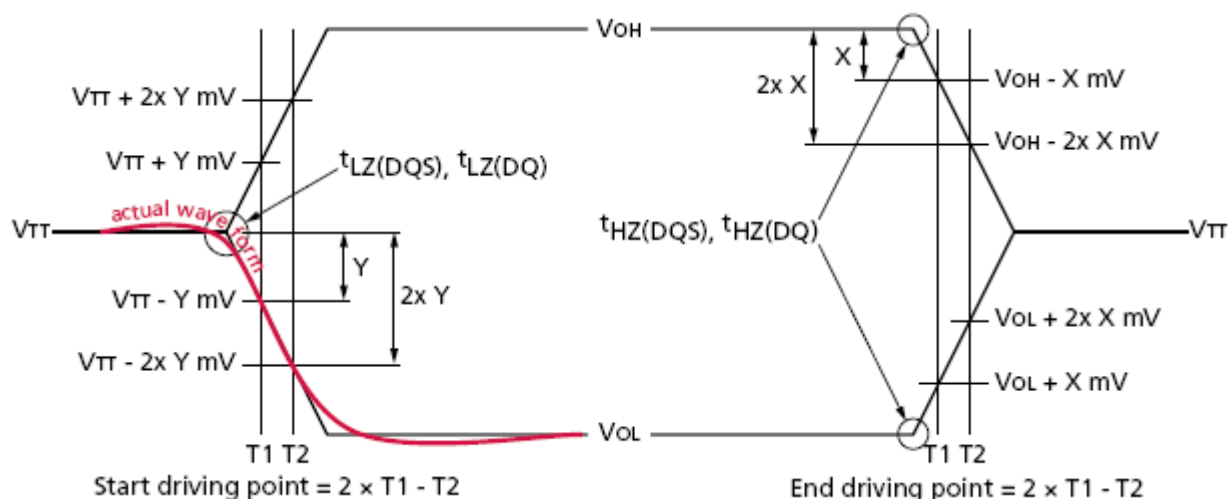 VOH
X
2x X
VOH - X mV
VOH - 2x X mV
VTT + 2x Y mV
VTT + Y mV
tLZ(DQS), tLZ(DQ)
actual wave form
VTT
tHZ(DQS), tHZ(DQ)
VTT
Y
2x Y
VTT - Y mV
VTT - 2x Y mV
VOL + 2x X mV
VOL + X mV
VOL
T1 T2
T1 T2
Start driving point = 2 × T1 - T2
End driving point = 2 × T1 - T2